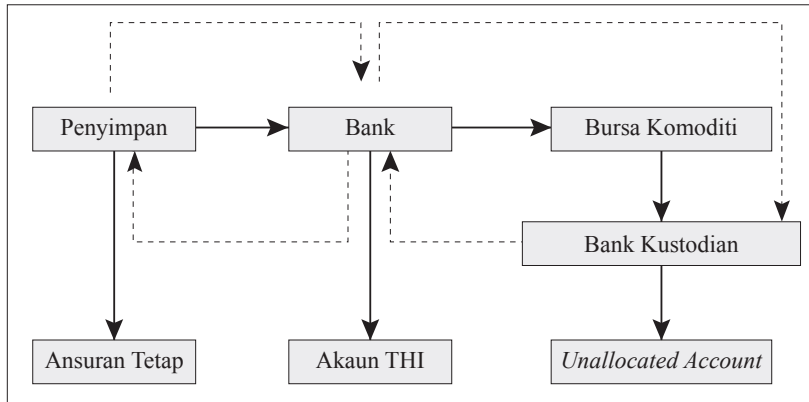 Penyimpan
Bank
Bursa Komoditi
Bank Kustodian
Ansuran Tetap
Akaun THI
Unallocated Account